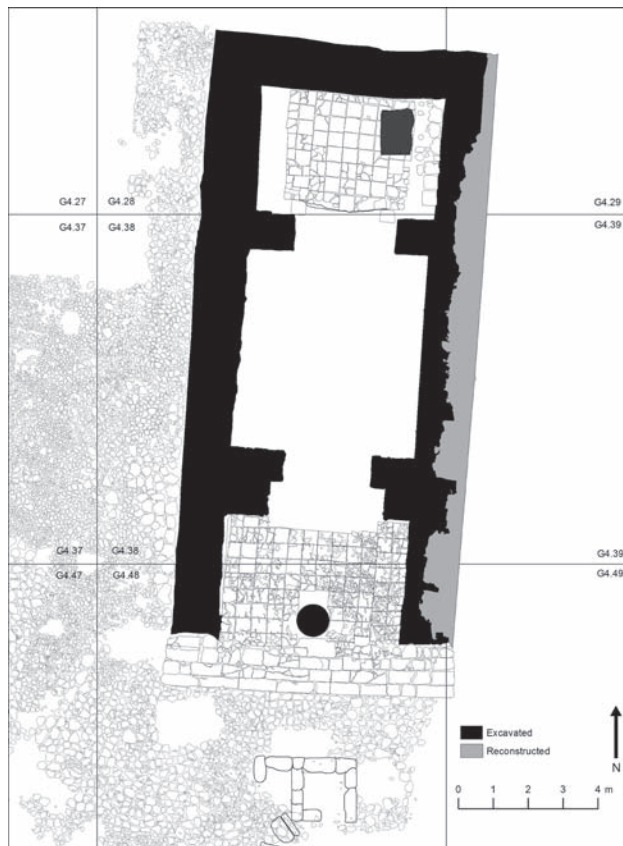 G4.27 G4.28 G4.29
G4.37 G4.38 G4.39
G4.37 G4.38 G4.39
G4.47 G4.48 G4.49
Excavated
Reconstructed
N
0 1 2 3 4 m